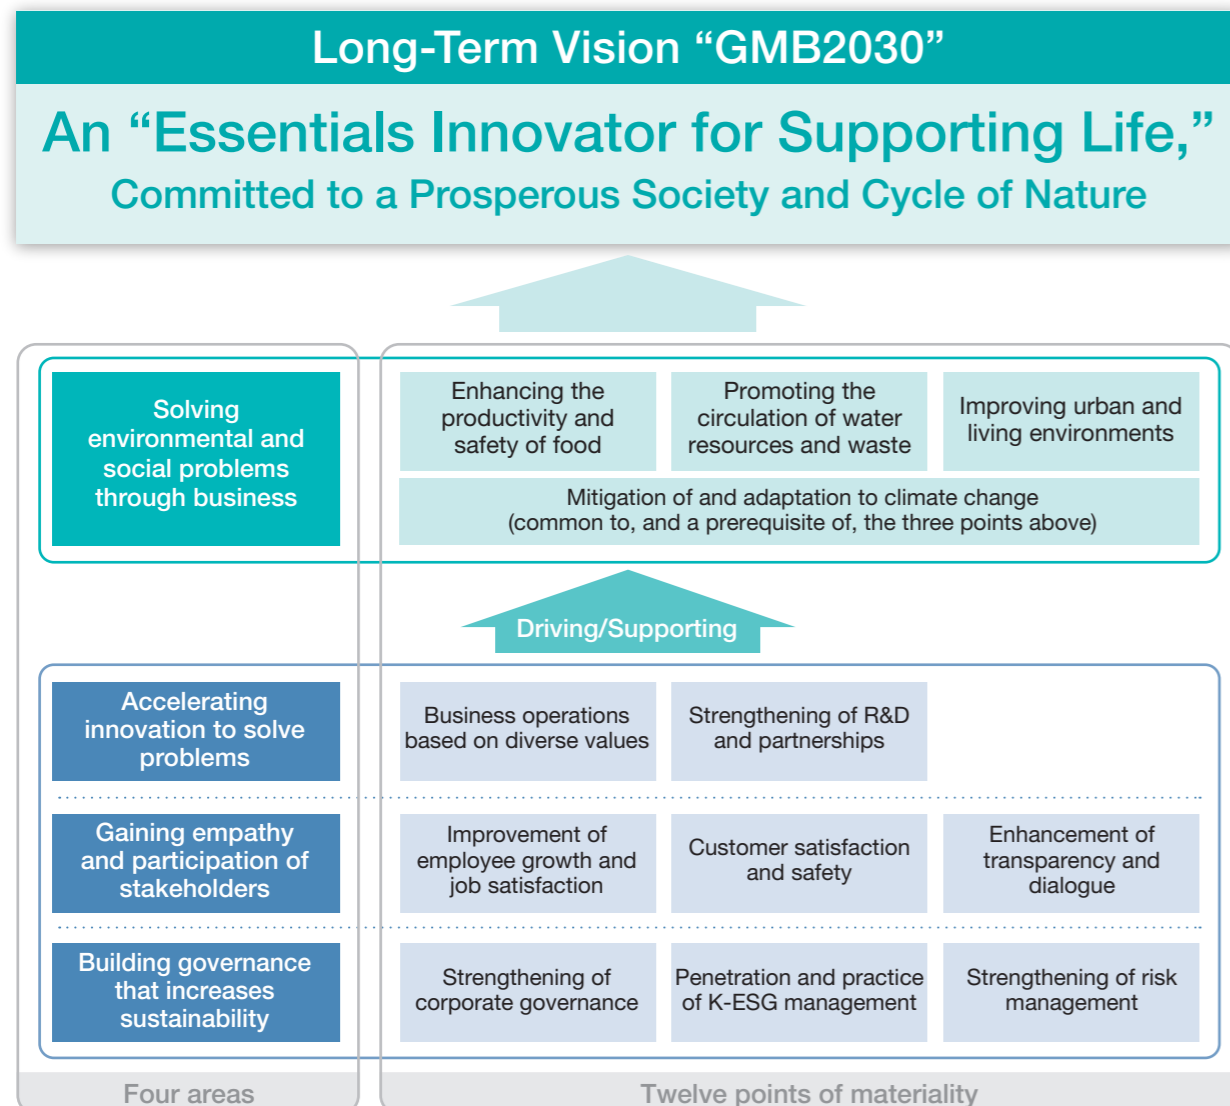 Long-Term Vision “GMB2030”
An “Essentials Innovator for Supporting Life,”
Committed to a Prosperous Society and Cycle of Nature
Solving
environmental and
social problems
through business
Enhancing the
productivity and
safety of food
Promoting the
circulation of water
resources and waste
Improving urban and
living environments
Mitigation of and adaptation to climate change
(common to, and a prerequisite of, the three points above)
Driving/Supporting
Accelerating
innovation to solve
problems
Business operations
based on diverse values
Strengthening of R&D
and partnerships
Gaining empathy
and participation of
stakeholders
Improvement of
employee growth and
job satisfaction
Customer satisfaction
and safety
Enhancement of
transparency and
dialogue
Building governance
that increases
sustainability
Strengthening of
corporate governance
Penetration and practice
of K-ESG management
Strengthening of risk
management
Four areas
Twelve points of materiality